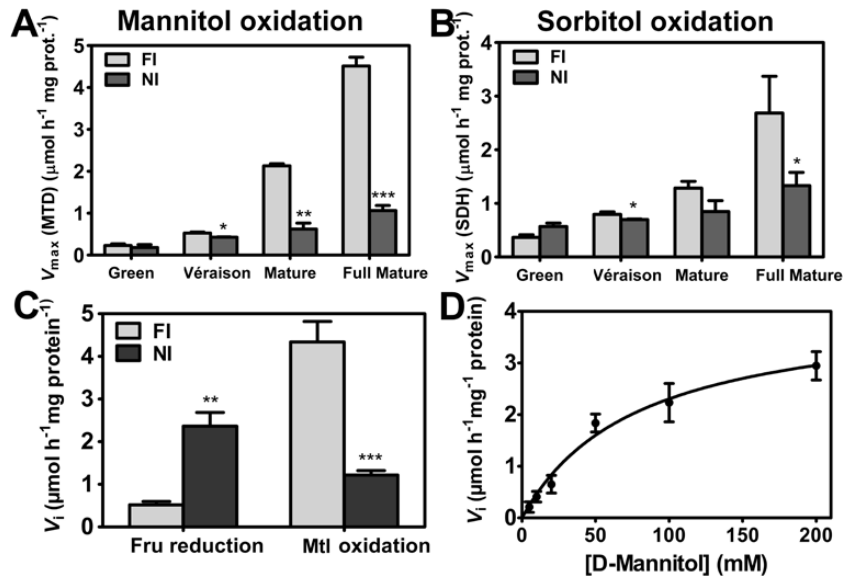 A Mannitol oxidation
Vmax (MTD) (μmol h⁻¹ mg prot.⁻¹)
5
4
3
2
1
0
FI
NI
*
**
***
Green Véraison Mature Full Mature
B Sorbitol oxidation
Vmax (SDH) (μmol h⁻¹ mg prot.⁻¹)
4
3
2
1
0
FI
NI
*
*
Green Véraison Mature Full Mature
C
Vi (μmol h⁻¹mg protein⁻¹)
5
4
3
2
1
0
FI
NI
**
***
Fru reduction Mtl oxidation
D
Vi (μmol h⁻¹mg⁻¹ protein)
4
3
2
1
0
0 50 100 150 200
[D-Mannitol] (mM)